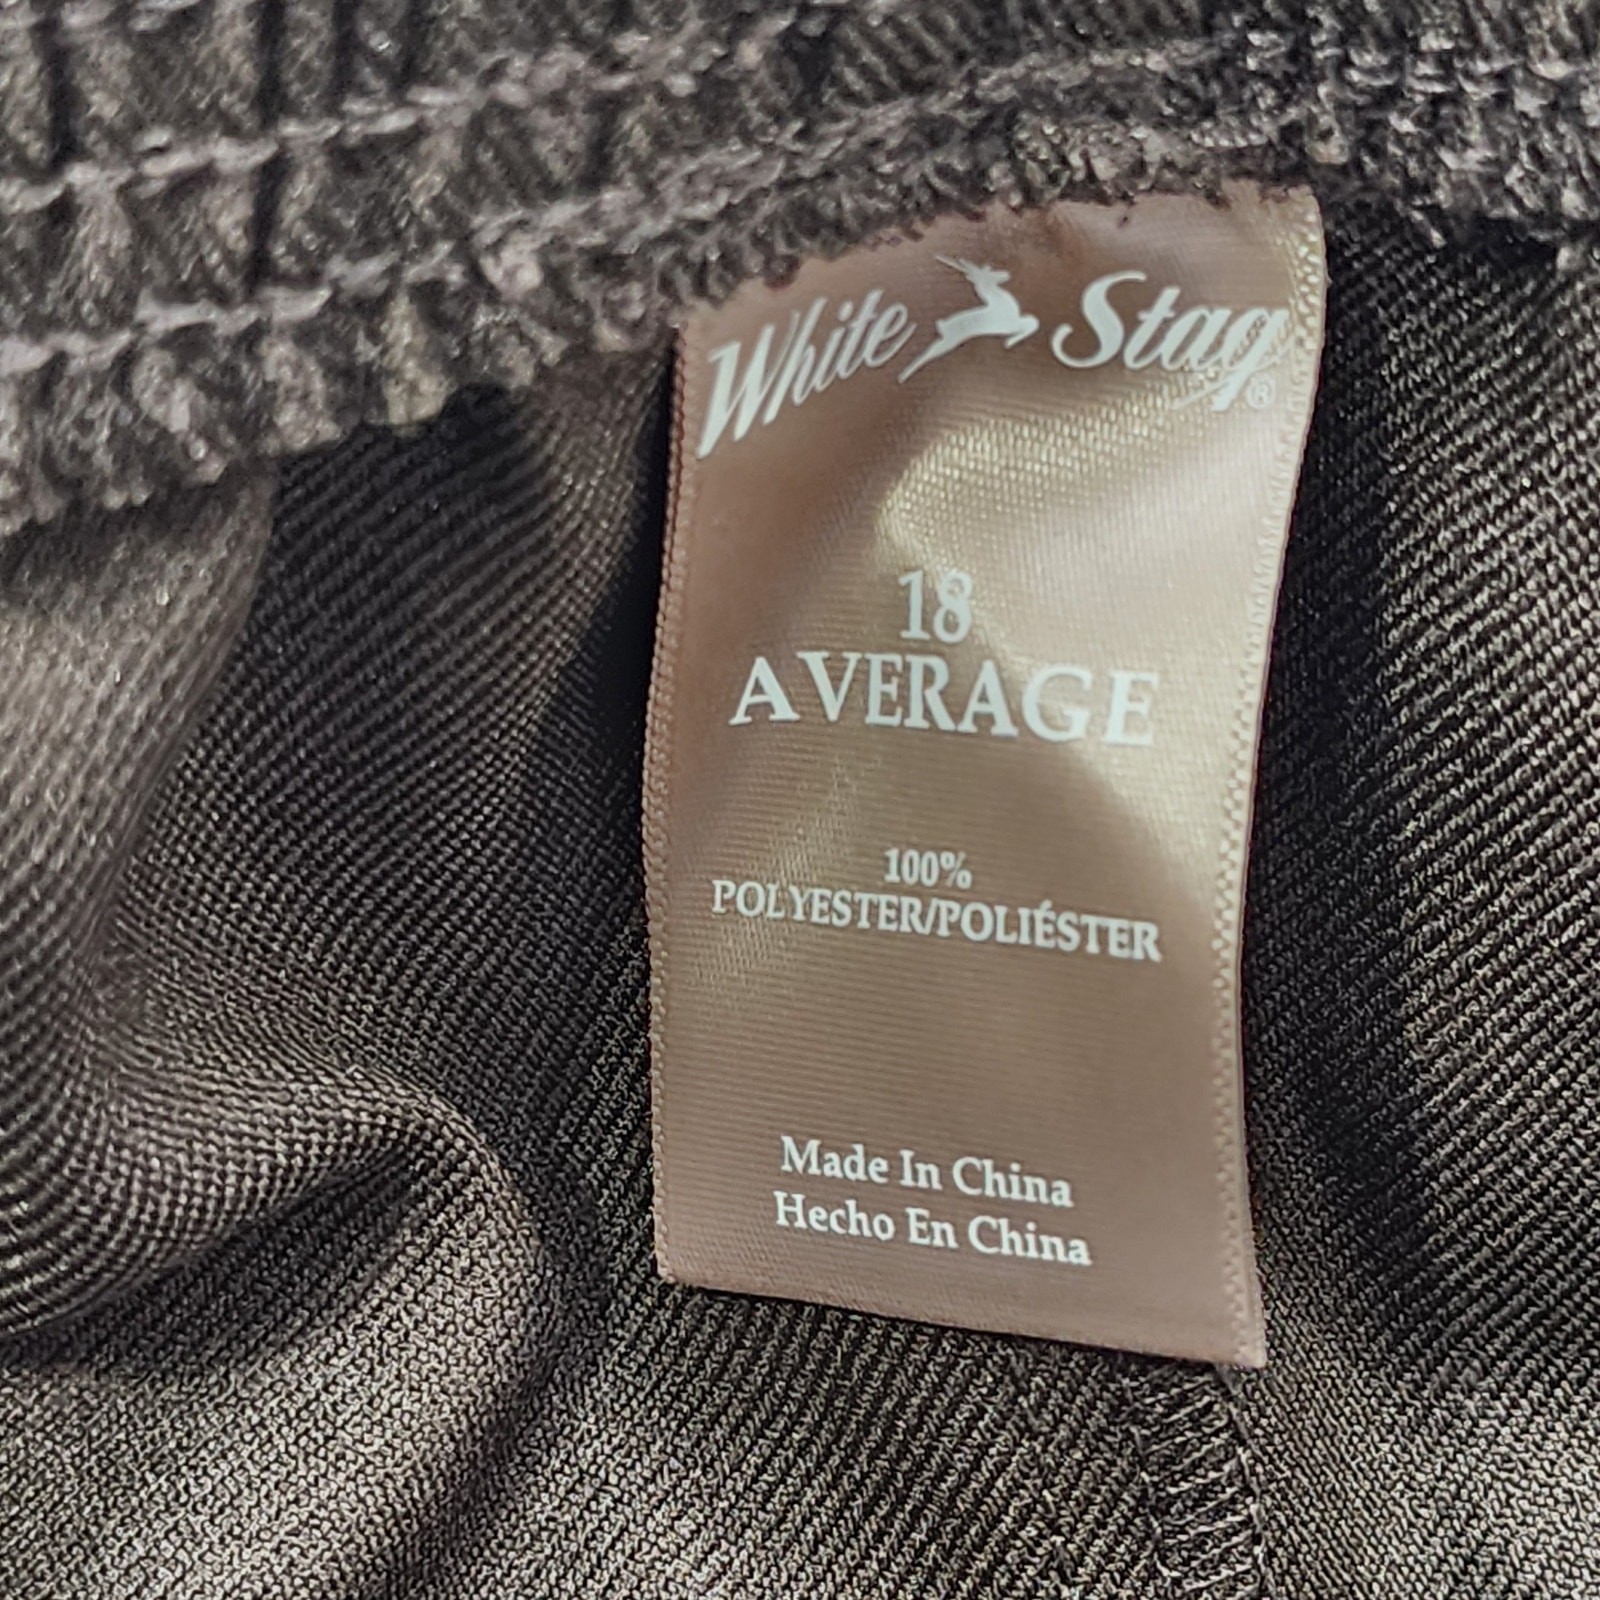 White Stag®
18
AVERAGE
100%
POLYESTER/POLIÉSTER
Made In China
Hecho En China